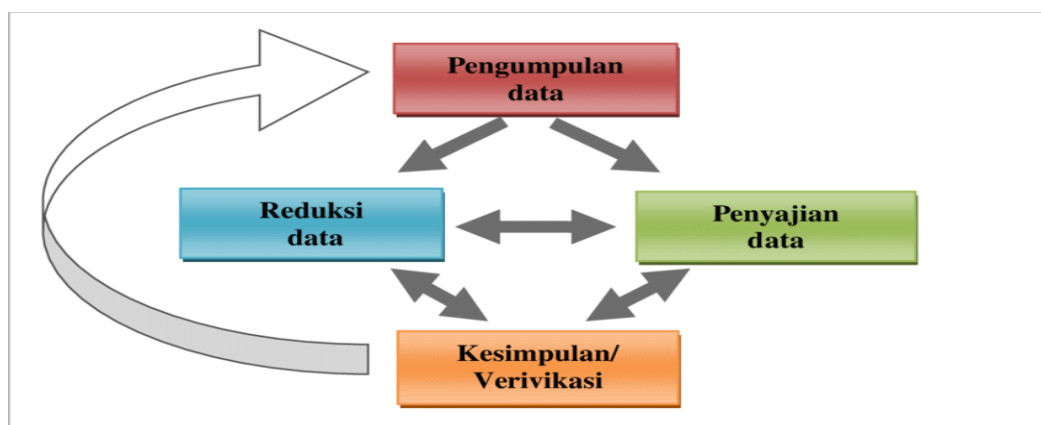 Pengumpulan
data
Reduksi
data
Penyajian
data
Kesimpulan/
Verivikasi